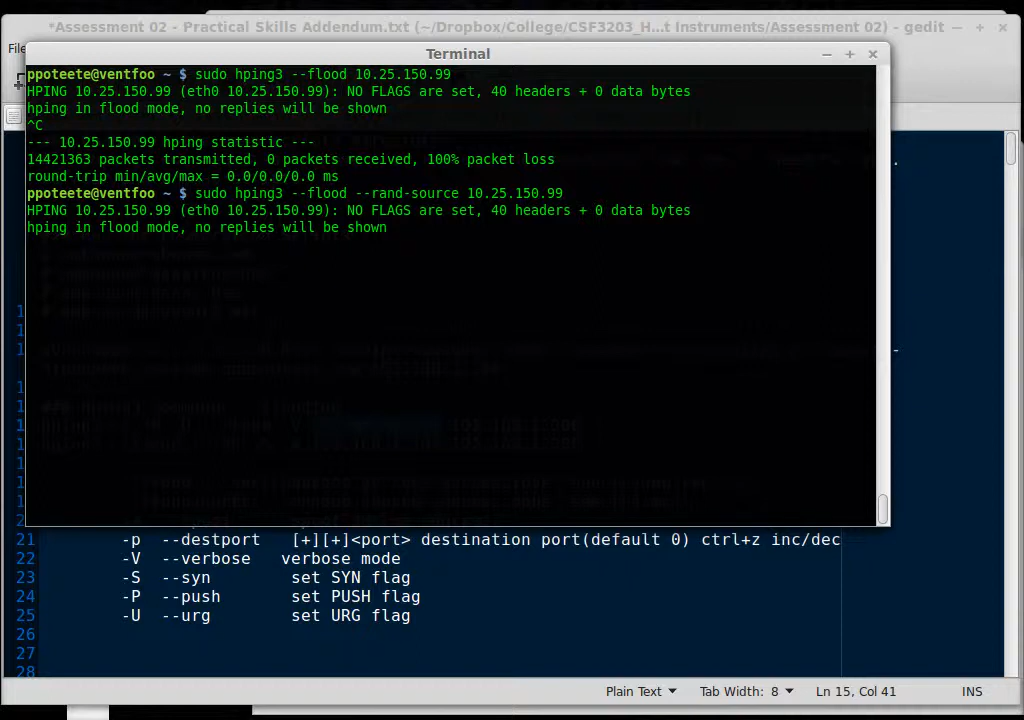 *Assessment 02 - Practical Skills Addendum.txt (~/Dropbox/College/CSF3203_H...t Instruments/Assessment 02) - gedit
File
Terminal
ppoteete@ventfoo ~ $ sudo hping3 --flood 10.25.150.99
HPING 10.25.150.99 (eth0 10.25.150.99): NO FLAGS are set, 40 headers + 0 data bytes
hping in flood mode, no replies will be shown
^C
--- 10.25.150.99 hping statistic ---
14421363 packets transmitted, 0 packets received, 100% packet loss
round-trip min/avg/max = 0.0/0.0/0.0 ms
ppoteete@ventfoo ~ $ sudo hping3 --flood --rand-source 10.25.150.99
HPING 10.25.150.99 (eth0 10.25.150.99): NO FLAGS are set, 40 headers + 0 data bytes
hping in flood mode, no replies will be shown
21 -p --destport [+][+]<port> destination port(default 0) ctrl+z inc/dec
22 -V --verbose verbose mode
23 -S --syn set SYN flag
24 -P --push set PUSH flag
25 -U --urg set URG flag
26
27
28
Plain Text Tab Width: 8 Ln 15, Col 41 INS